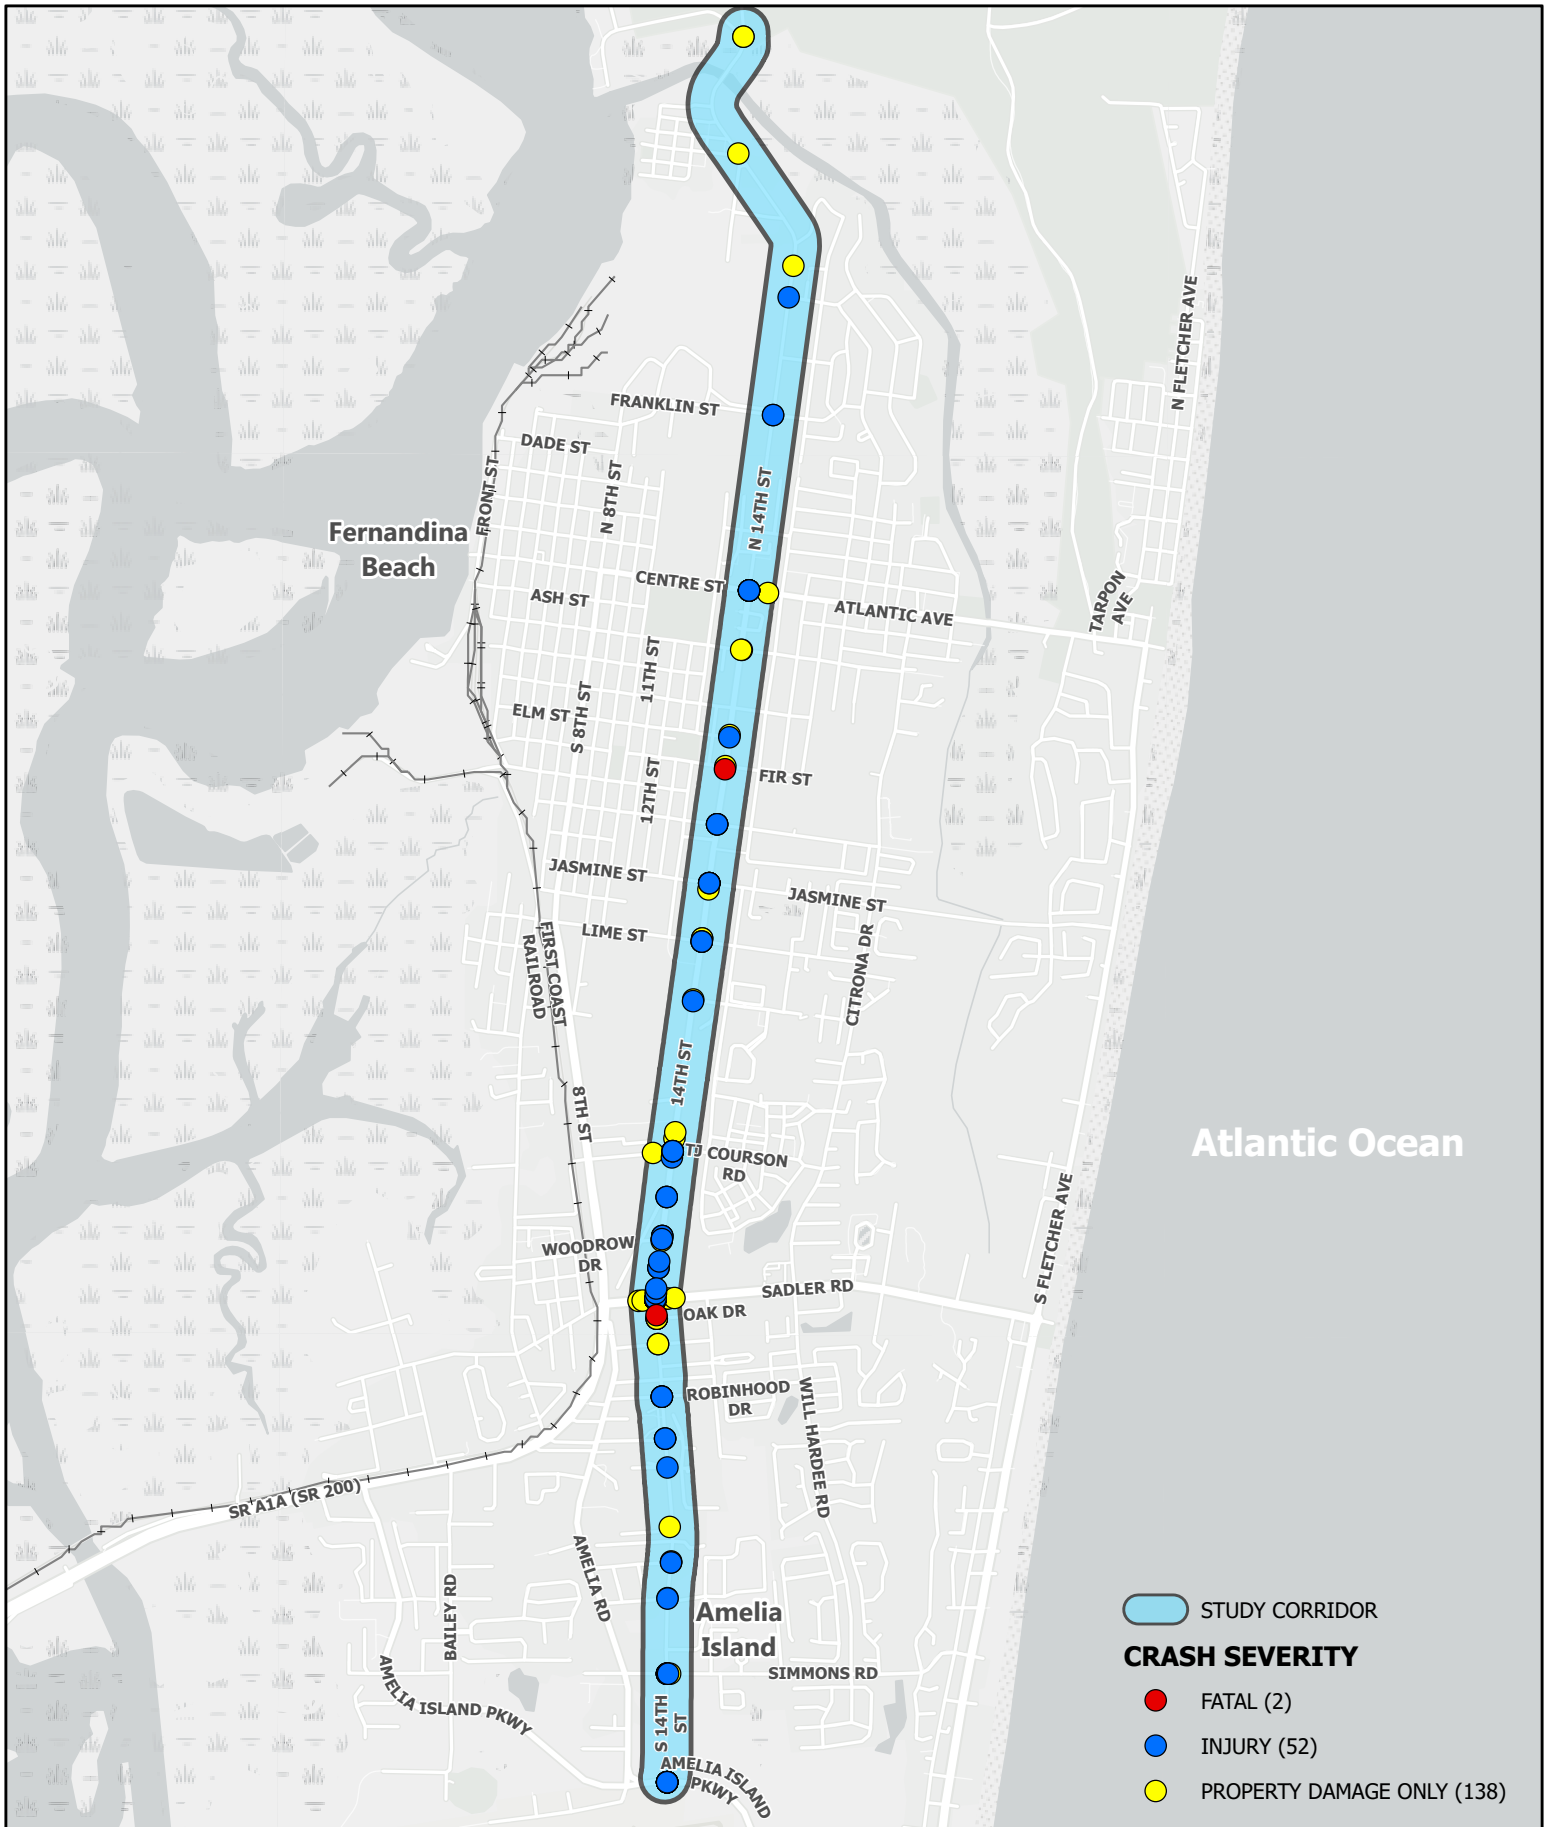 N FLETCHER AVE
FRANKLIN ST
DADE ST
FRONT ST
N 8TH ST
N 14TH ST
Fernandina
Beach
CENTRE ST
ASH ST
ATLANTIC AVE
TARPON
AVE
11TH ST
S 8TH ST
ELM ST
12TH ST
FIR ST
JASMINE ST
JASMINE ST
LIME ST
FIRST COAST
RAILROAD
CITRONA DR
14TH ST
8TH ST
Atlantic Ocean
TJ COURSON
RD
S FLETCHER AVE
WOODROW
DR
SADLER RD
OAK DR
ROBINHOOD
DR
WILL HARDEE RD
SR A1A (SR 200)
AMELIA RD
BAILEY RD
Amelia
Island
SIMMONS RD
AMELIA ISLAND PKWY
S 14TH
ST
AMELIA ISLAND
PKWY
STUDY CORRIDOR
CRASH SEVERITY
FATAL (2)
INJURY (52)
PROPERTY DAMAGE ONLY (138)